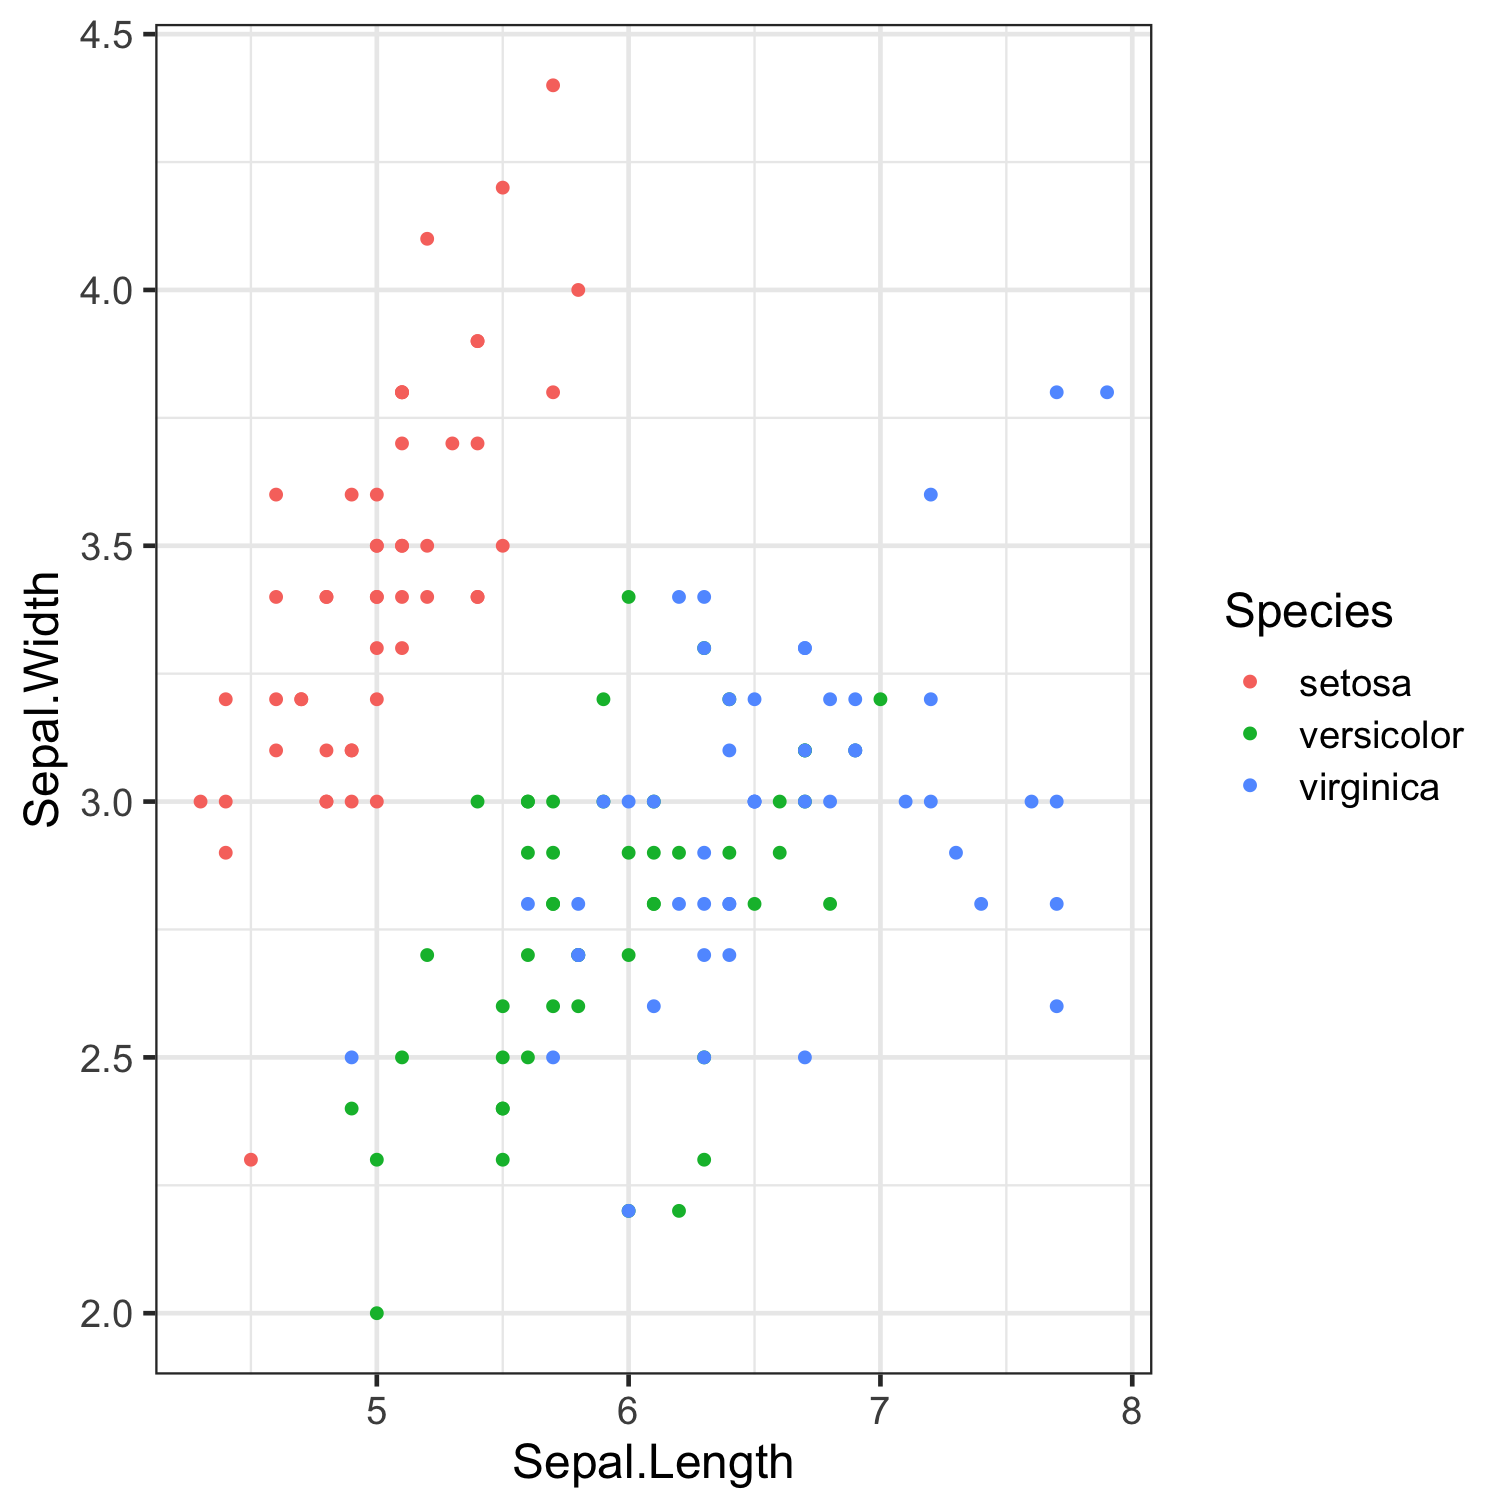 4.5
4.0
3.5
3.0
2.5
2.0
Sepal.Width
5 6 7 8
Sepal.Length
Species
setosa
versicolor
virginica